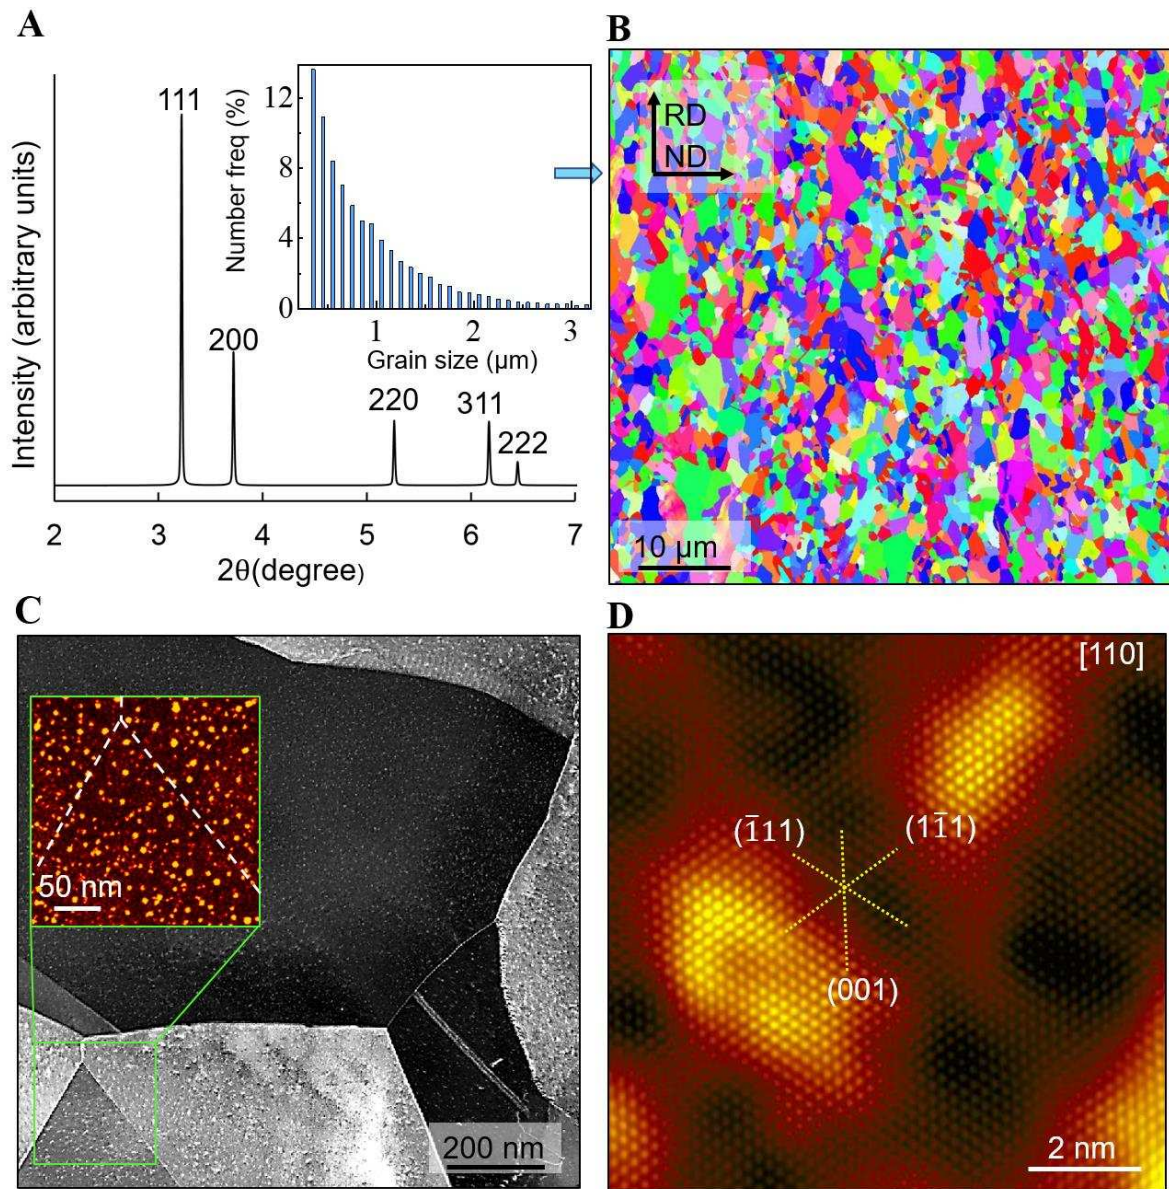 A
Intensity (arbitrary units)
111
200
220
311
222
2
3
4
5
6
7
2θ(degree)
Number freq (%)
12
8
4
0
1
2
3
Grain size (μm)
B
RD
ND
10 μm
C
50 nm
200 nm
D
[110]
(1̄11)
(11̄1)
(001)
2 nm